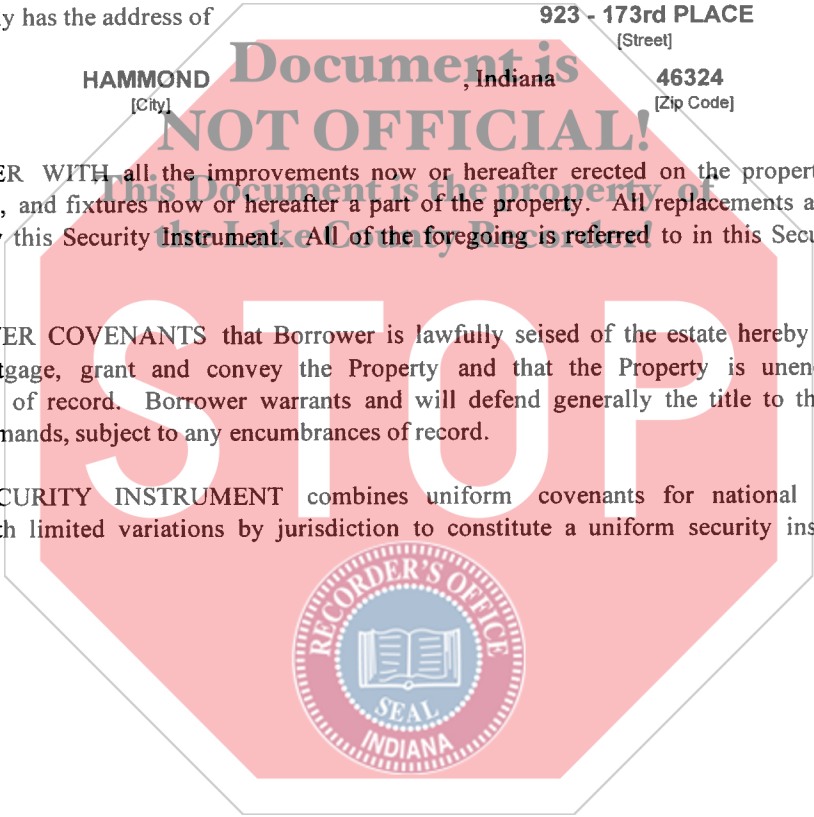 y has the address of 923 - 173rd PLACE
[Street]
Document is
HAMMOND , Indiana 46324
[City] [Zip Code]
NOT OFFICIAL!
ER WITH all the improvements now or hereafter erected on the propert
This Document is the property of
, and fixtures now or hereafter a part of the property. All replacements a
this Security Instrument. All of the foregoing is referred to in this Secu
the Lake County Recorder!
ER COVENANTS that Borrower is lawfully seised of the estate hereby
tgage, grant and convey the Property and that the Property is unen
of record. Borrower warrants and will defend generally the title to th
mands, subject to any encumbrances of record.
STOP
CURITY INSTRUMENT combines uniform covenants for national
th limited variations by jurisdiction to constitute a uniform security ins
RECORDER'S OFFICE
SEAL
INDIANA